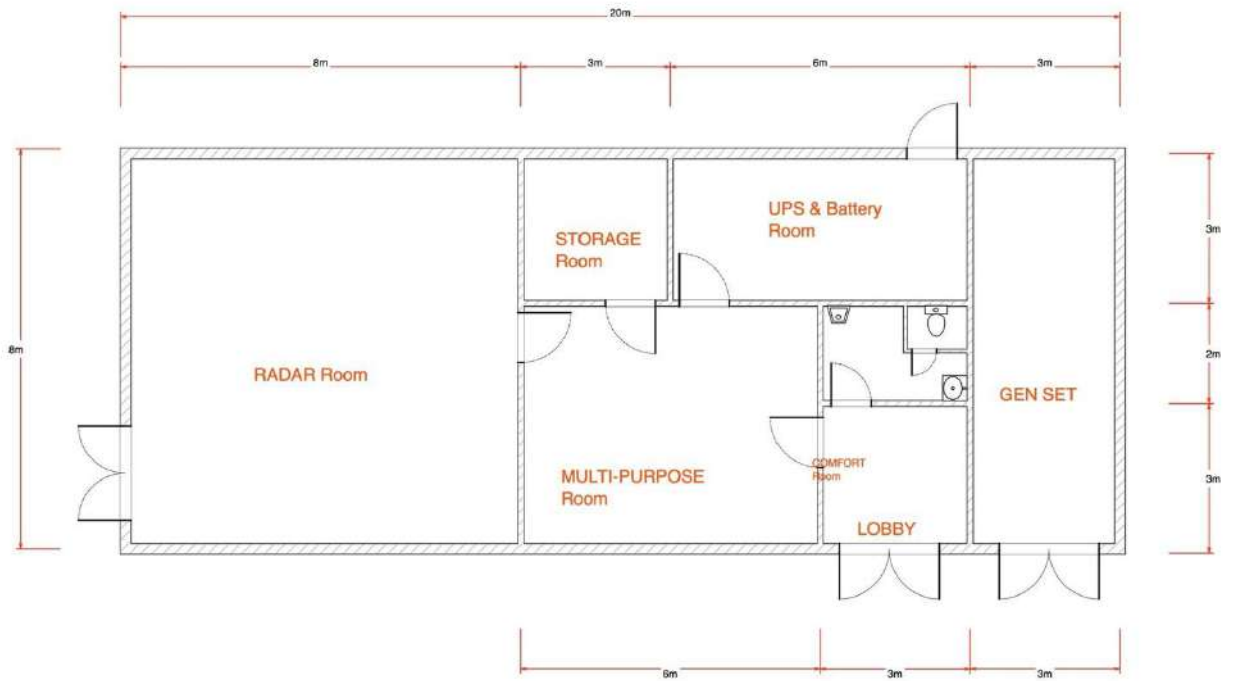 20m
8m
3m
6m
3m
UPS & Battery
Room
STORAGE
Room
3m
8m
RADAR Room
2m
GEN SET
COMFORT
Room
MULTI-PURPOSE
Room
3m
LOBBY
6m
3m
3m